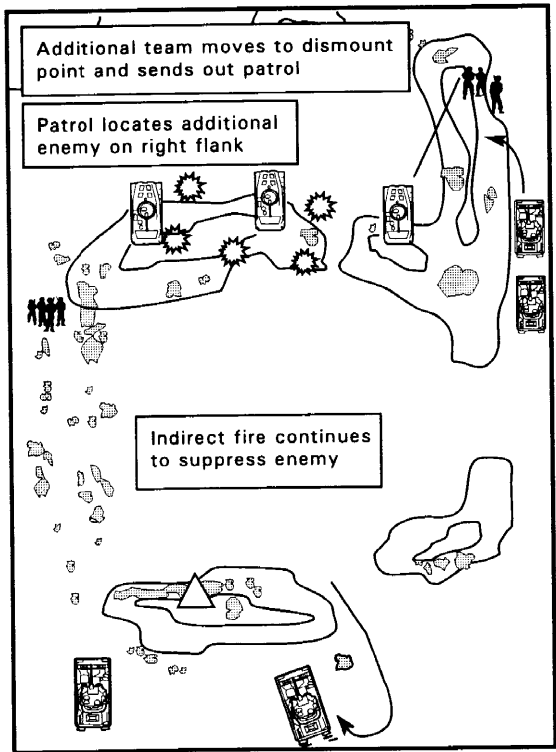 Additional team moves to dismount
point and sends out patrol
Patrol locates additional
enemy on right flank
Indirect fire continues
to suppress enemy